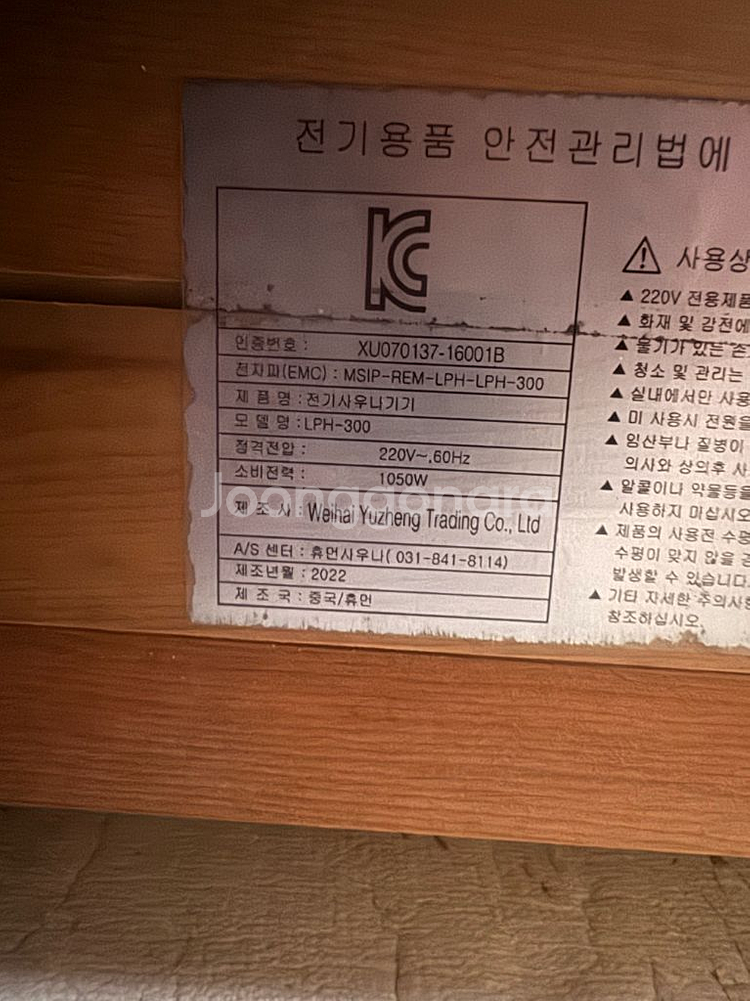 전기용품 안전관리법에
KC
인증번호 : XU070137-16001B
전자파(EMC) : MSIP-REM-LPH-LPH-300
제 품 명 : 전기사우나기기
모 델 명 : LPH-300
정격전압 : 220V~.60Hz
소비전력 : 1050W
제 조 사 : Weihai Yuzheng Trading Co., Ltd
A/S 센터 : 휴먼사우나( 031-841-8114)
제조년월 : 2022
제 조 국 : 중국/휴먼
사용상
▲ 220V 전용제품
▲ 화재 및 감전에
▲ 물기가 있는 손
▲ 청소 및 관리는
▲ 실내에서만 사용
▲ 미 사용시 전원을
▲ 임산부나 질병이
의사와 상의후 사
▲ 알콜이나 약물등을
사용하지 마십시오
▲ 제품의 사용전 수평
수평이 맞지 않을 경
발생할 수 있습니다.
▲ 기타 자세한 주의사항
참조하십시오.
Joonggonara